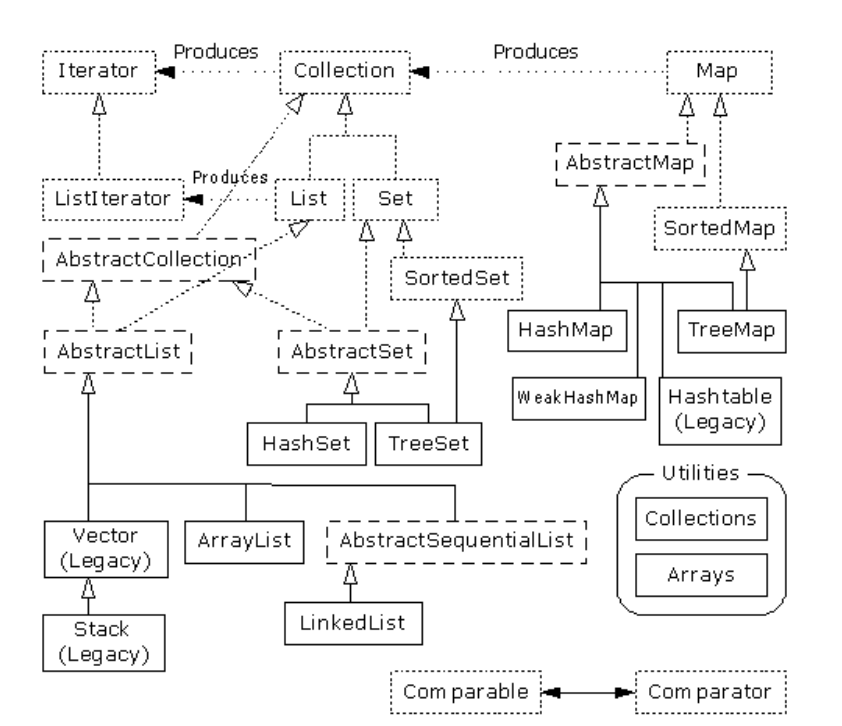 Produces
Produces
Iterator
Collection
Map
AbstractMap
Produces
ListIterator
List
Set
SortedMap
AbstractCollection
SortedSet
HashMap
TreeMap
AbstractList
AbstractSet
WeakHashMap
Hashtable
(Legacy)
HashSet
TreeSet
Utilities
Collections
Vector
(Legacy)
ArrayList
AbstractSequentialList
Arrays
LinkedList
Stack
(Legacy)
Comparable
Comparator